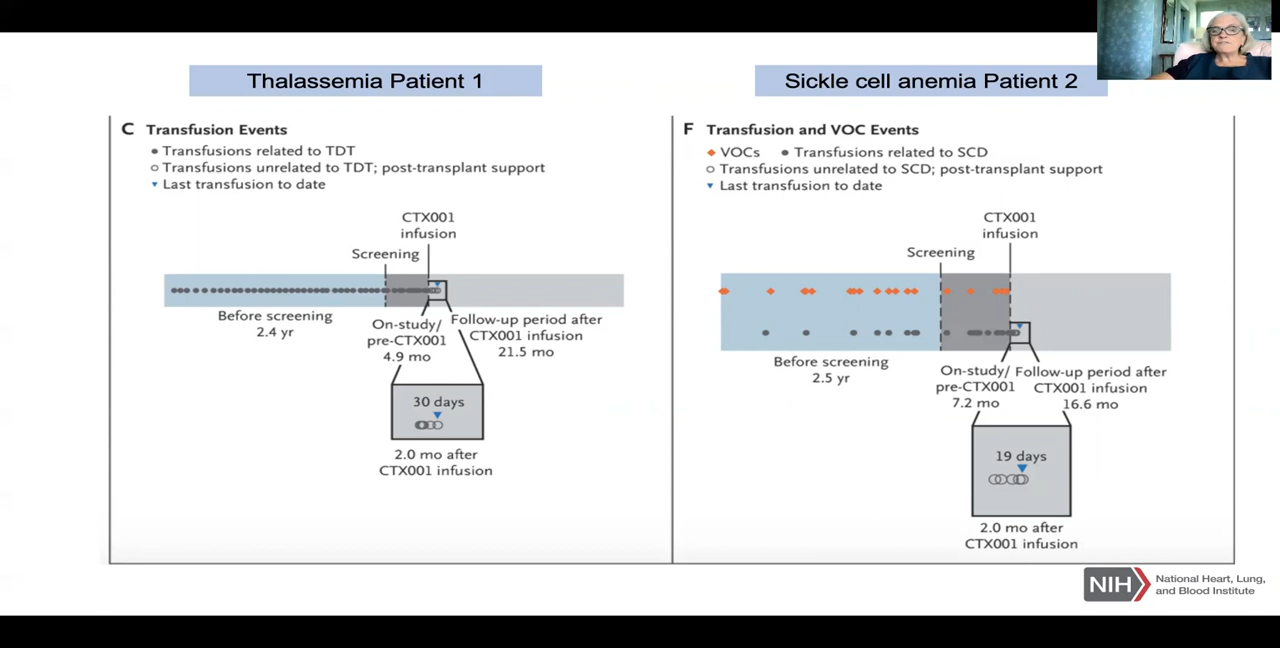 Thalassemia Patient 1
C Transfusion Events
Transfusions related to TDT
Transfusions unrelated to TDT; post-transplant support
Last transfusion to date
CTX001
infusion
Screening
Before screening
2.4 yr
On-study/
pre-CTX001
4.9 mo
Follow-up period after
CTX001 infusion
21.5 mo
30 days
2.0 mo after
CTX001 infusion
Sickle cell anemia Patient 2
F Transfusion and VOC Events
VOCs Transfusions related to SCD
Transfusions unrelated to SCD; post-transplant support
Last transfusion to date
CTX001
infusion
Screening
Before screening
2.5 yr
On-study/
pre-CTX001
7.2 mo
Follow-up period after
CTX001 infusion
16.6 mo
19 days
2.0 mo after
CTX001 infusion
NIH
National Heart, Lung,
and Blood Institute